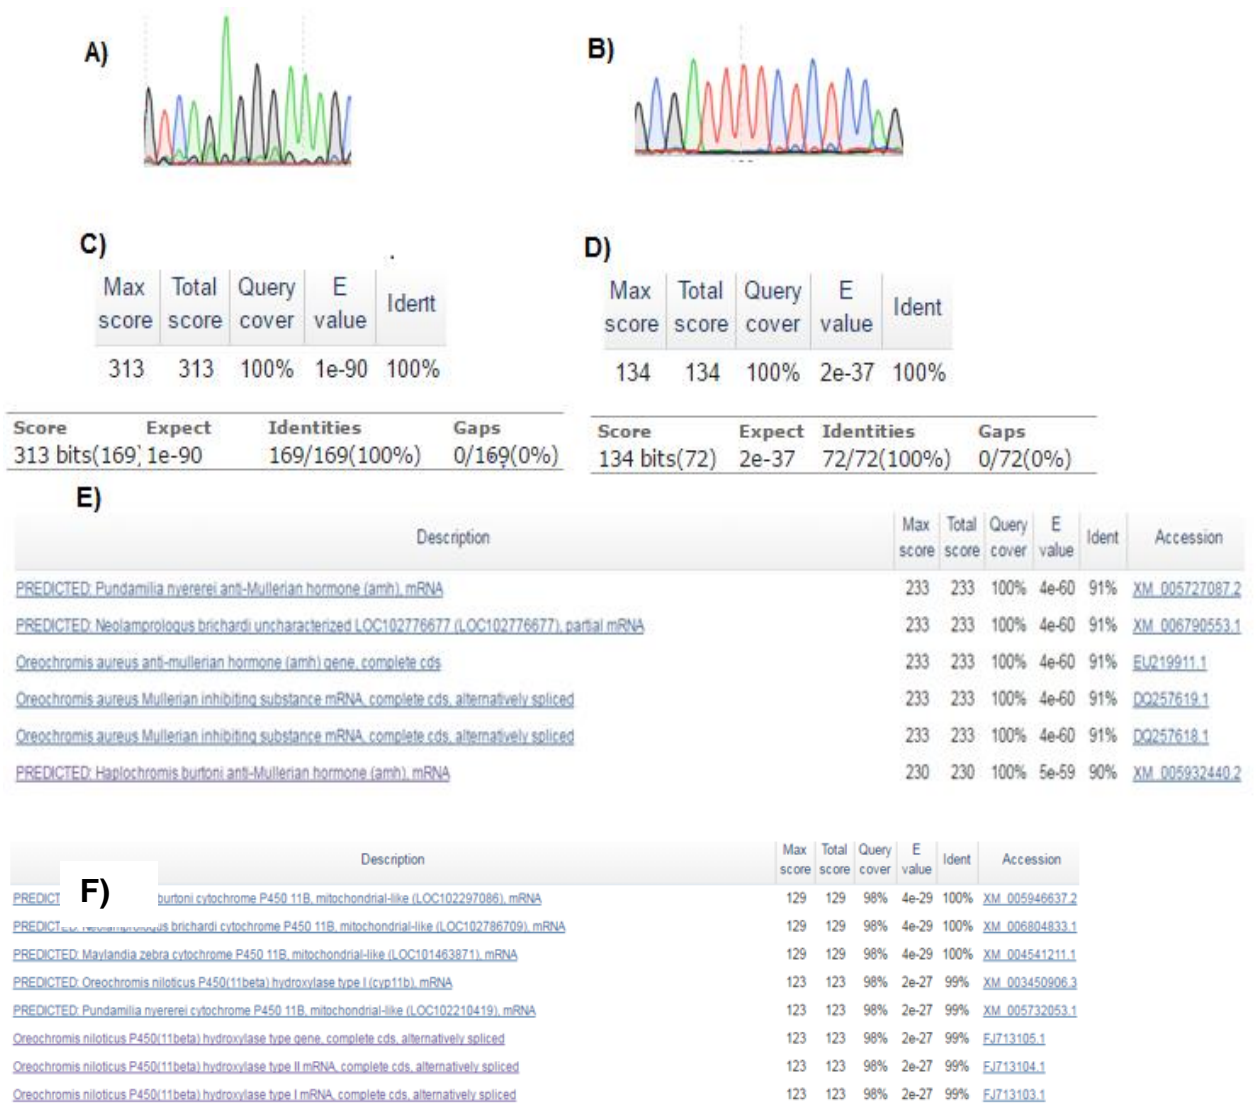 A)
B)
C)
Max score Total score Query cover E value Ident
313 313 100% 1e-90 100%
Score Expect Identities Gaps
313 bits(169) 1e-90 169/169(100%) 0/169(0%)
D)
Max score Total score Query cover E value Ident
134 134 100% 2e-37 100%
Score Expect Identities Gaps
134 bits(72) 2e-37 72/72(100%) 0/72(0%)
E)
Description Max score Total score Query cover E value Ident Accession
PREDICTED: Pundamilia nyererei anti-Mullerian hormone (amh), mRNA 233 233 100% 4e-60 91% XM_005727087.2
PREDICTED: Neolamprologus brichardi uncharacterized LOC102776677 (LOC102776677), partial mRNA 233 233 100% 4e-60 91% XM_006790553.1
Oreochromis aureus anti-mullerian hormone (amh) gene, complete cds 233 233 100% 4e-60 91% EU219911.1
Oreochromis aureus Mullerian inhibiting substance mRNA, complete cds, alternatively spliced 233 233 100% 4e-60 91% DQ257619.1
Oreochromis aureus Mullerian inhibiting substance mRNA, complete cds, alternatively spliced 233 233 100% 4e-60 91% DQ257618.1
PREDICTED: Haplochromis burtoni anti-Mullerian hormone (amh), mRNA 230 230 100% 5e-59 90% XM_005932440.2
F)
Description Max score Total score Query cover E value Ident Accession
PREDICT burtoni cytochrome P450 11B, mitochondrial-like (LOC102297086), mRNA 129 129 98% 4e-29 100% XM_005946637.2
PREDICTED: Neolamprologus brichardi cytochrome P450 11B, mitochondrial-like (LOC102786709), mRNA 129 129 98% 4e-29 100% XM_006804833.1
PREDICTED: Maylandia zebra cytochrome P450 11B, mitochondrial-like (LOC101463871), mRNA 129 129 98% 4e-29 100% XM_004541211.1
PREDICTED: Oreochromis niloticus P450(11beta) hydroxylase type I (cyp11b), mRNA 123 123 98% 2e-27 99% XM_003450906.3
PREDICTED: Pundamilia nyererei cytochrome P450 11B, mitochondrial-like (LOC102210419), mRNA 123 123 98% 2e-27 99% XM_005732053.1
Oreochromis niloticus P450(11beta) hydroxylase type gene, complete cds, alternatively spliced 123 123 98% 2e-27 99% FJ713105.1
Oreochromis niloticus P450(11beta) hydroxylase type II mRNA, complete cds, alternatively spliced 123 123 98% 2e-27 99% FJ713104.1
Oreochromis niloticus P450(11beta) hydroxylase type I mRNA, complete cds, alternatively spliced 123 123 98% 2e-27 99% FJ713103.1